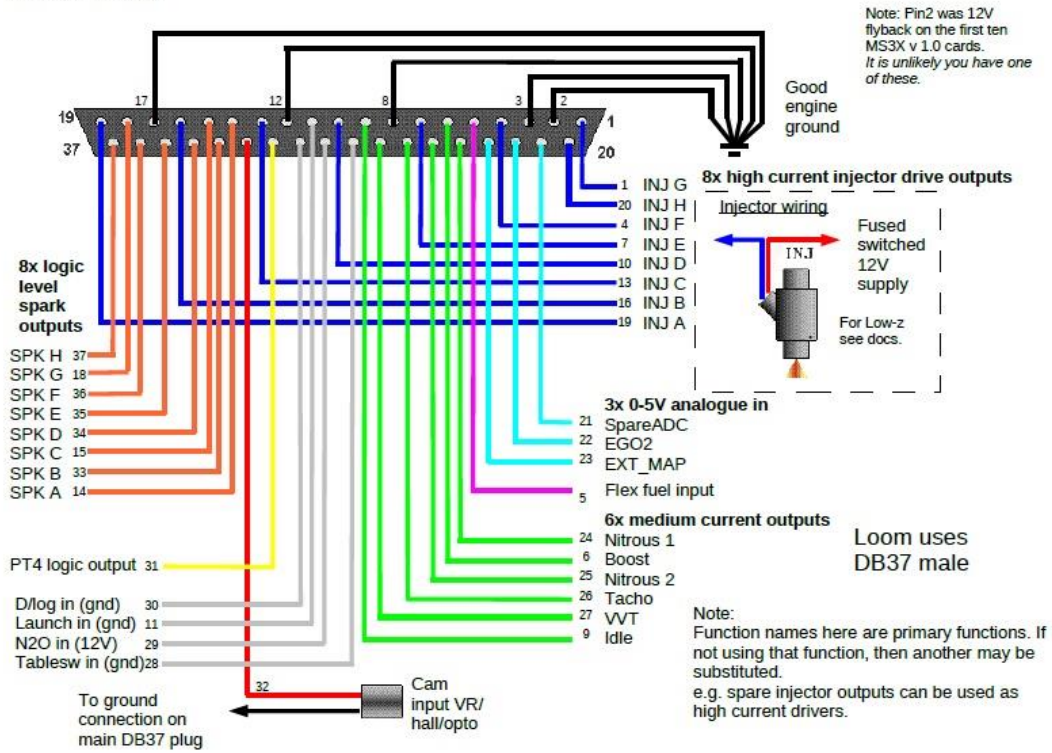 Note: Pin2 was 12V
flyback on the first ten
MS3X v 1.0 cards.
It is unlikely you have one
of these.
17
12
8
3
2
Good
engine
ground
19
1
37
20
8x high current injector drive outputs
1 INJ G
20 INJ H
4 INJ F
7 INJ E
10 INJ D
13 INJ C
16 INJ B
19 INJ A
Injector wiring
INJ
Fused
switched
12V
supply
For Low-z
see docs.
8x logic
level
spark
outputs
SPK H 37
SPK G 18
SPK F 36
SPK E 35
SPK D 34
SPK C 15
SPK B 33
SPK A 14
3x 0-5V analogue in
21 SpareADC
22 EGO2
23 EXT_MAP
5 Flex fuel input
6x medium current outputs
24 Nitrous 1
6 Boost
25 Nitrous 2
26 Tacho
27 VVT
9 Idle
Loom uses
DB37 male
PT4 logic output 31
D/log in (gnd) 30
Launch in (gnd) 11
N2O in (12V) 29
Tablesw in (gnd) 28
32
Cam
input VR/
hall/opto
To ground
connection on
main DB37 plug
Note:
Function names here are primary functions. If
not using that function, then another may be
substituted.
e.g. spare injector outputs can be used as
high current drivers.